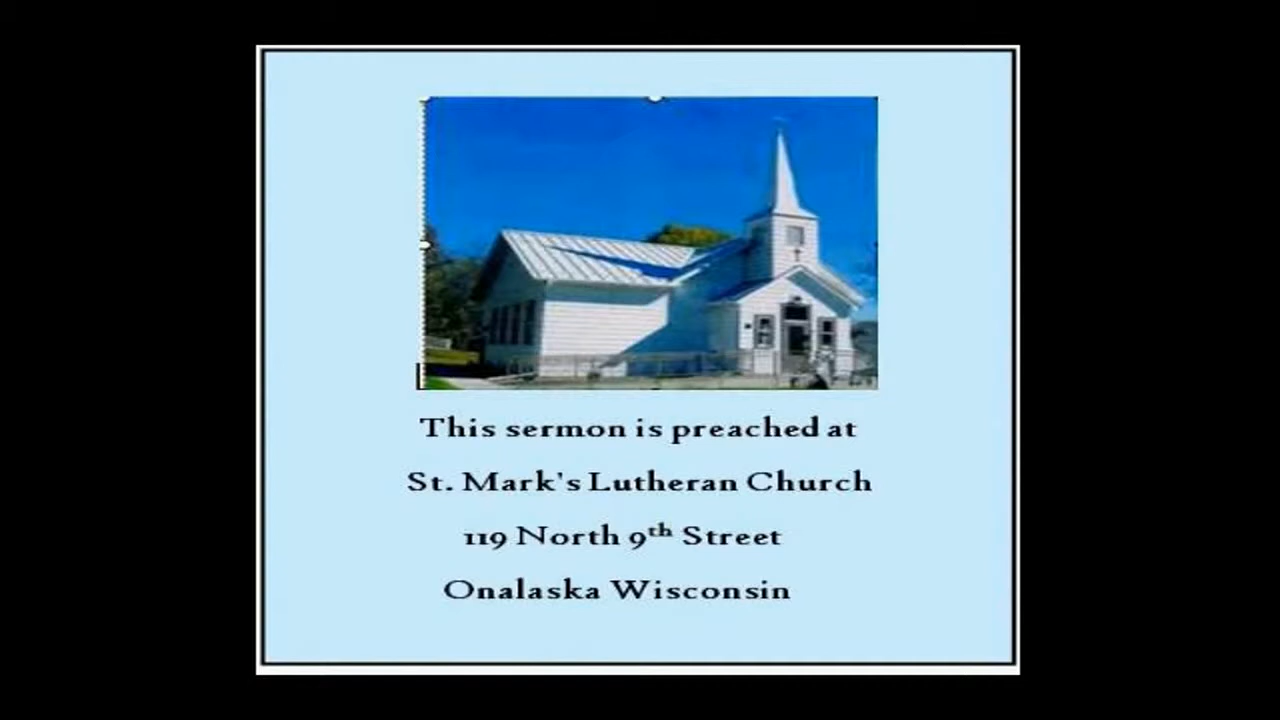 This sermon is preached at
St. Mark's Lutheran Church
119 North 9th Street
Onalaska Wisconsin